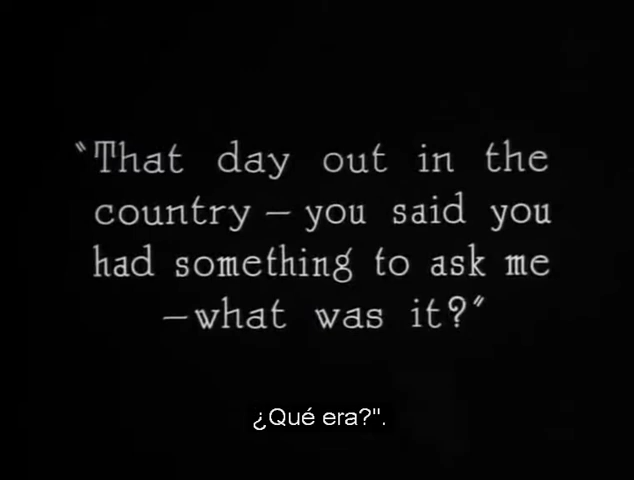 "That day out in the
country — you said you
had something to ask me
—what was it?"
¿Qué era?".